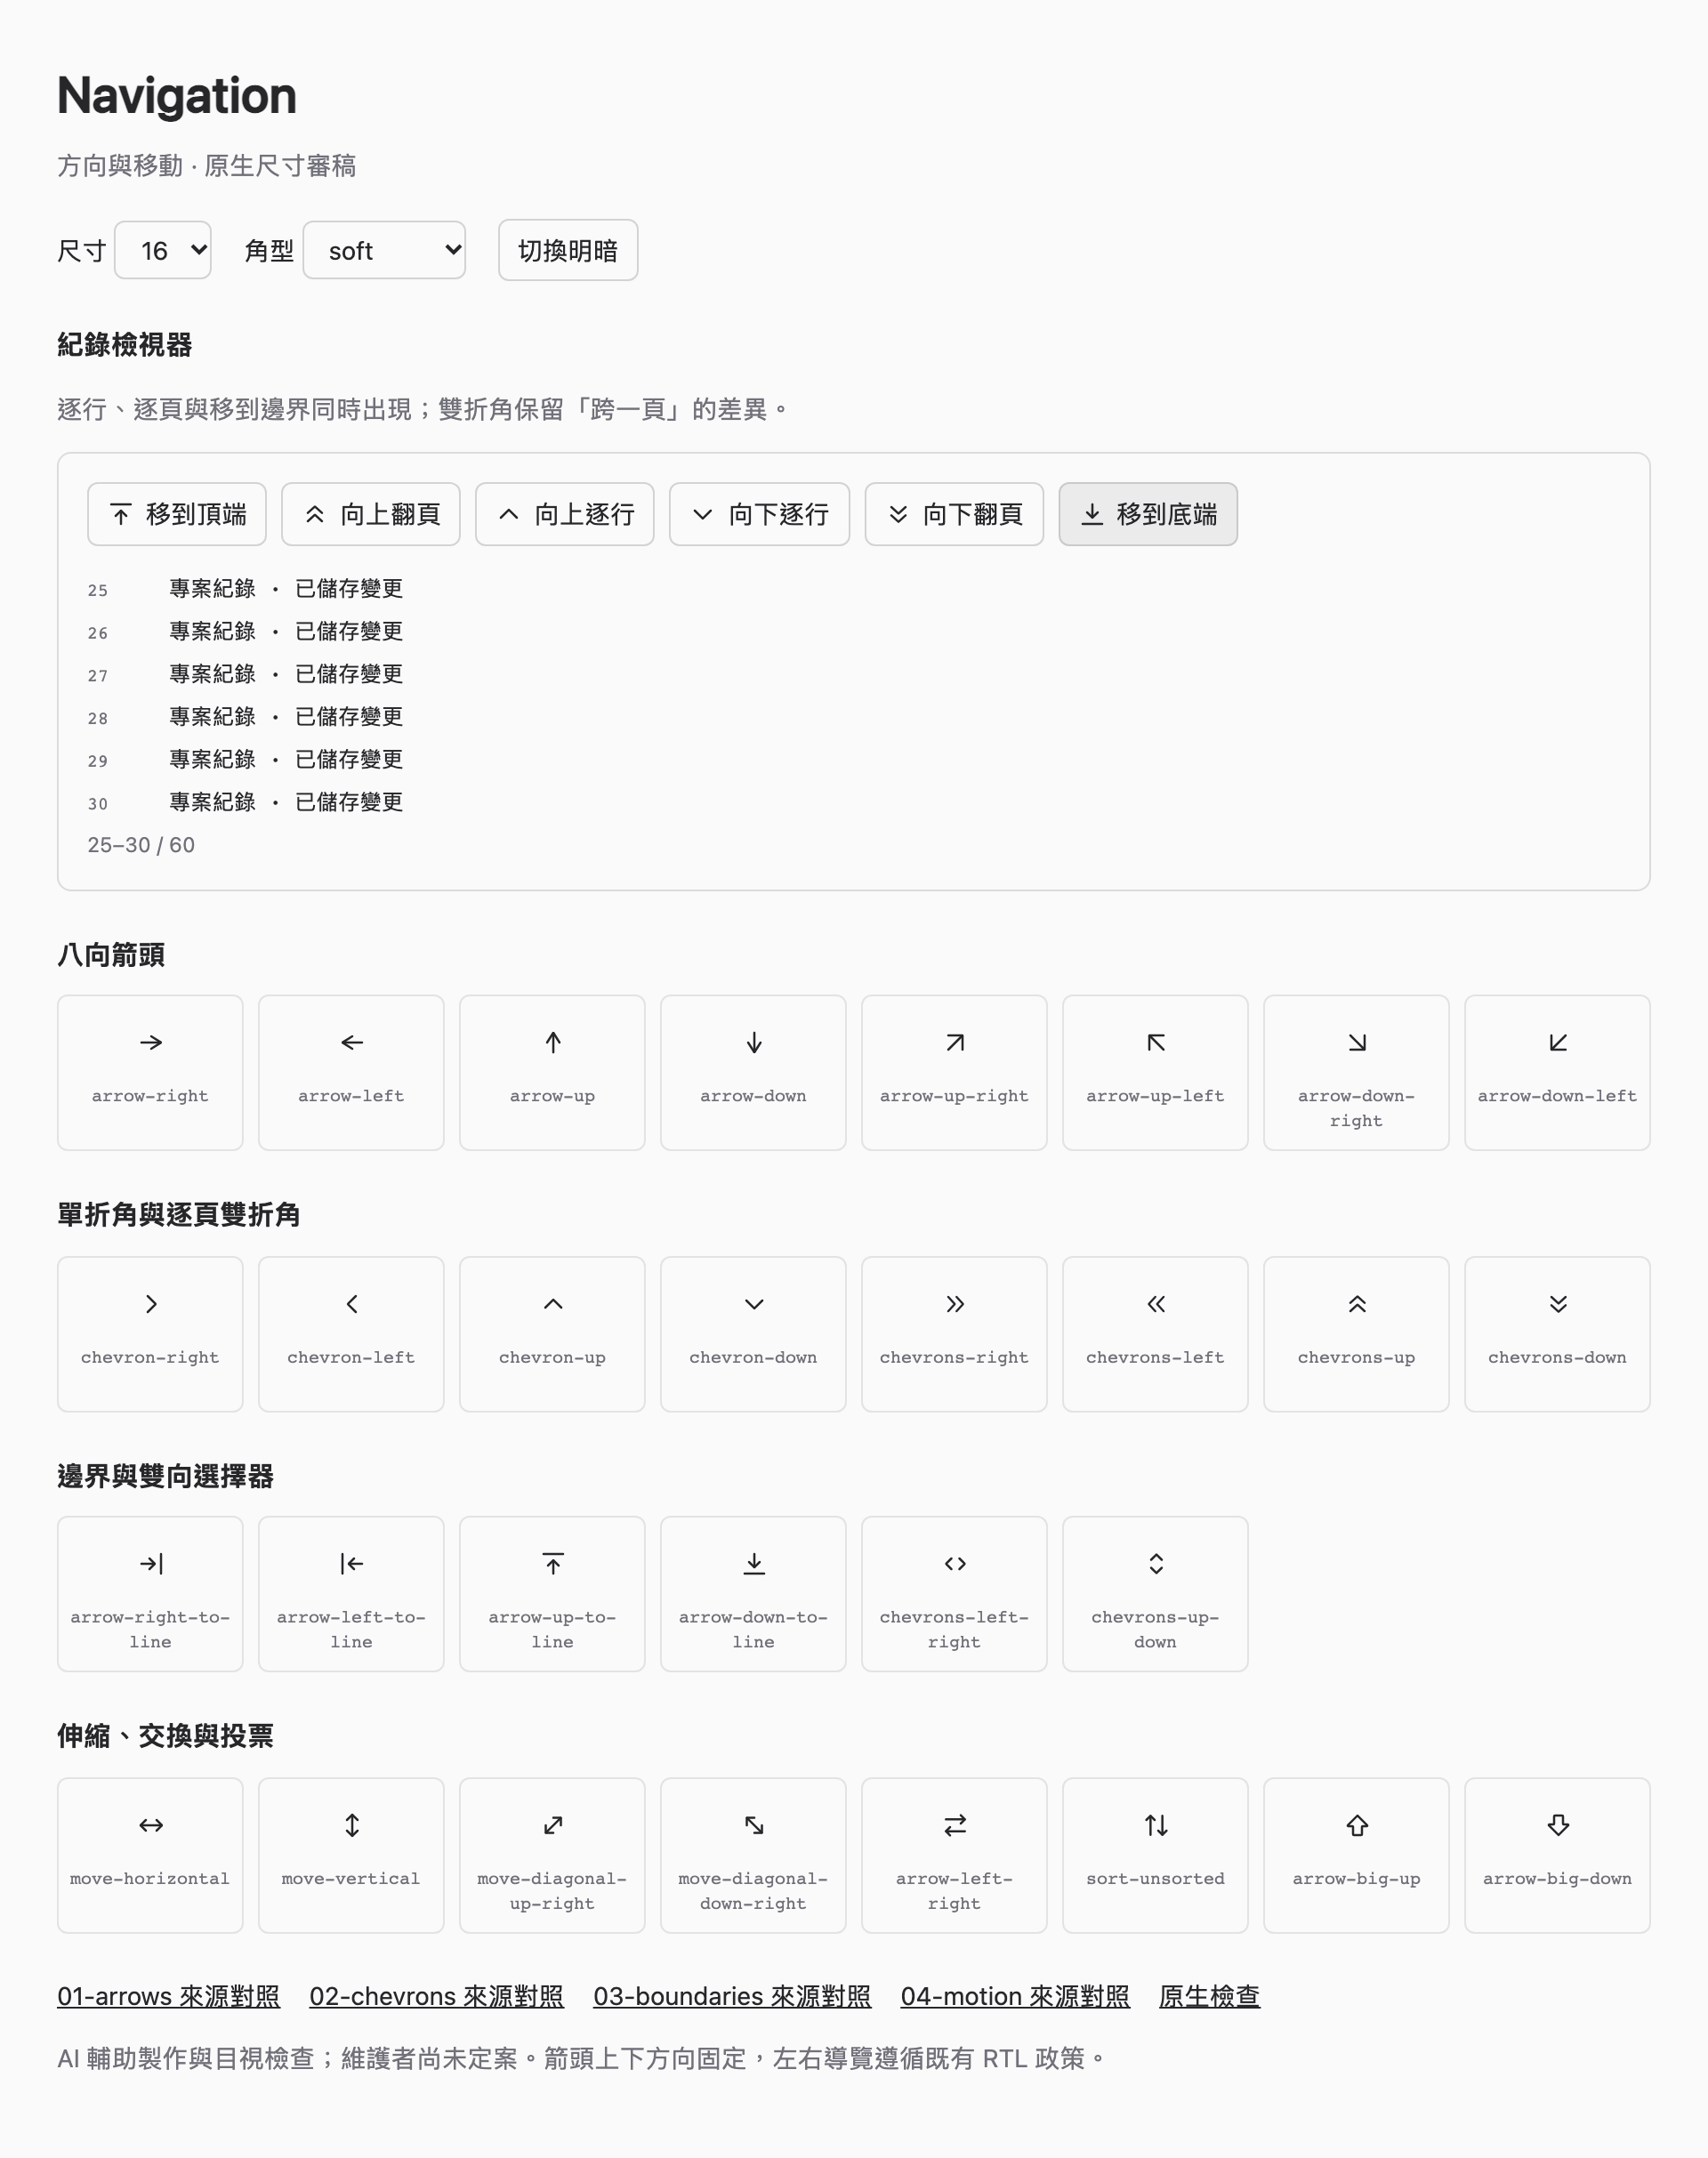 Navigation
方向與移動 · 原生尺寸審稿
尺寸 16 角型 soft 切換明暗
紀錄檢視器
逐行、逐頁與移到邊界同時出現；雙折角保留「跨一頁」的差異。
移到頂端 向上翻頁 向上逐行 向下逐行 向下翻頁 移到底端
25 專案紀錄 · 已儲存變更
26 專案紀錄 · 已儲存變更
27 專案紀錄 · 已儲存變更
28 專案紀錄 · 已儲存變更
29 專案紀錄 · 已儲存變更
30 專案紀錄 · 已儲存變更
25–30 / 60
八向箭頭
arrow-right arrow-left arrow-up arrow-down arrow-up-right arrow-up-left arrow-down-right arrow-down-left
單折角與逐頁雙折角
chevron-right chevron-left chevron-up chevron-down chevrons-right chevrons-left chevrons-up chevrons-down
邊界與雙向選擇器
arrow-right-to-line arrow-left-to-line arrow-up-to-line arrow-down-to-line chevrons-left-right chevrons-up-down
伸縮、交換與投票
move-horizontal move-vertical move-diagonal-up-right move-diagonal-down-right arrow-left-right sort-unsorted arrow-big-up arrow-big-down
01-arrows 來源對照 02-chevrons 來源對照 03-boundaries 來源對照 04-motion 來源對照 原生檢查
AI 輔助製作與目視檢查；維護者尚未定案。箭頭上下方向固定，左右導覽遵循既有 RTL 政策。